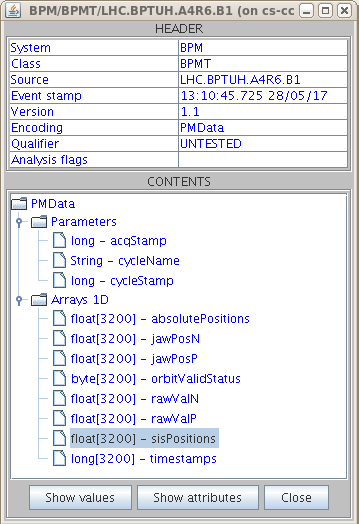 BPM/BPMT/LHC.BPTUH.A4R6.B1 (on cs-cc
HEADER
System BPM
Class BPMT
Source LHC.BPTUH.A4R6.B1
Event stamp 13:10:45.725 28/05/17
Version 1.1
Encoding PMData
Qualifier UNTESTED
Analysis flags
CONTENTS
PMData
Parameters
long - acqStamp
String - cycleName
long - cycleStamp
Arrays 1D
float[3200] - absolutePositions
float[3200] - jawPosN
float[3200] - jawPosP
byte[3200] - orbitValidStatus
float[3200] - rawValN
float[3200] - rawValP
float[3200] - sisPositions
long[3200] - timestamps
Show values Show attributes Close